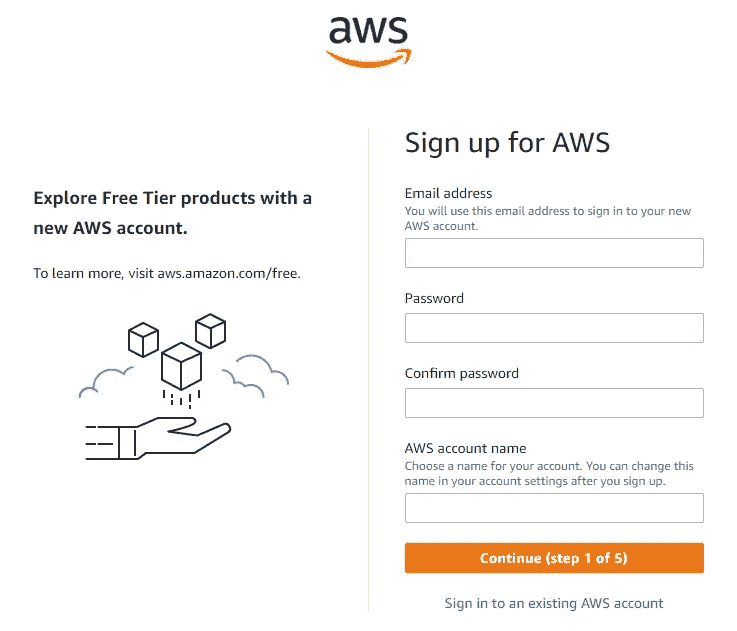 aws
Explore Free Tier products with a
new AWS account.
To learn more, visit aws.amazon.com/free.
Sign up for AWS
Email address
You will use this email address to sign in to your new
AWS account.
Password
Confirm password
AWS account name
Choose a name for your account. You can change this
name in your account settings after you sign up.
Continue (step 1 of 5)
Sign in to an existing AWS account